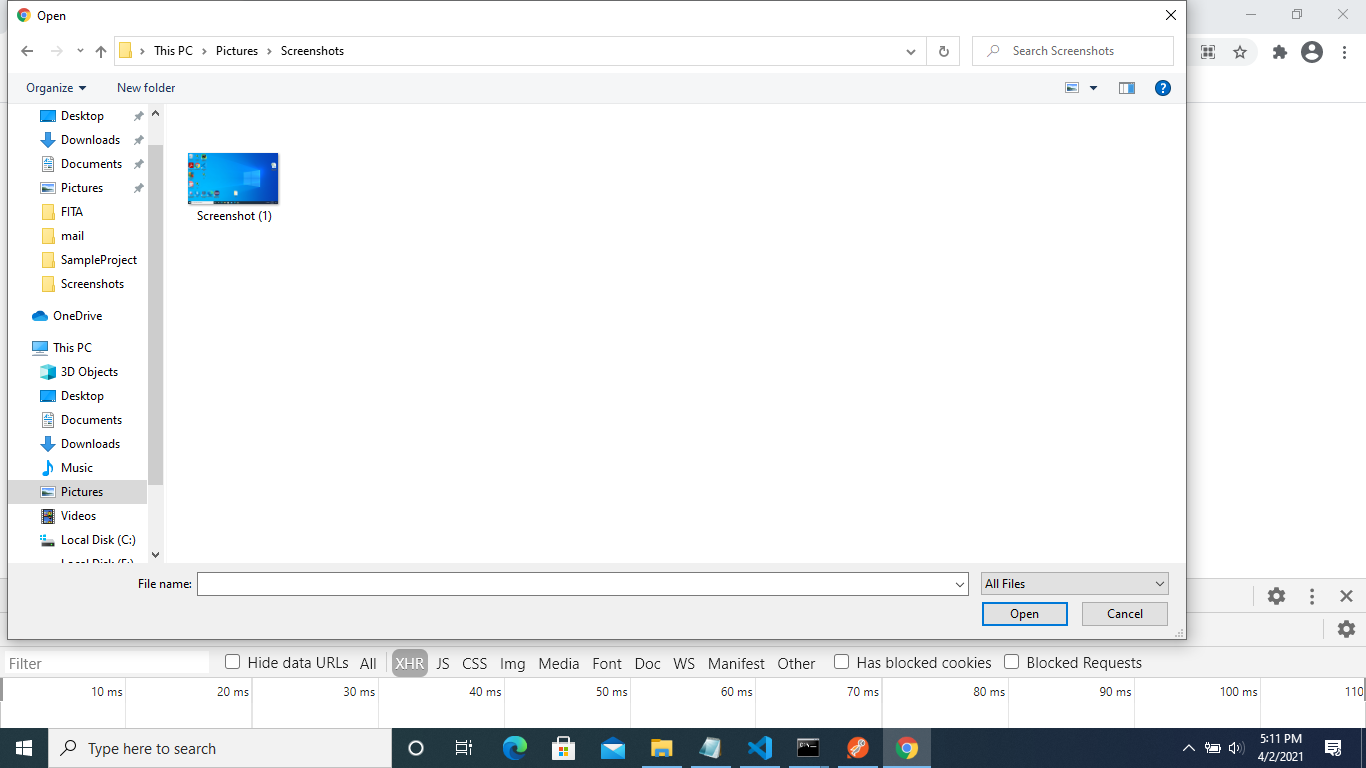 Open
This PC > Pictures > Screenshots
Search Screenshots
Organize
New folder
Desktop
Downloads
Documents
Pictures
FITA
mail
SampleProject
Screenshots
OneDrive
This PC
3D Objects
Desktop
Documents
Downloads
Music
Pictures
Videos
Local Disk (C:)
Screenshot (1)
File name:
All Files
Open
Cancel
Filter
Hide data URLs
All XHR JS CSS Img Media Font Doc WS Manifest Other
Has blocked cookies
Blocked Requests
10 ms 20 ms 30 ms 40 ms 50 ms 60 ms 70 ms 80 ms 90 ms 100 ms 110
Type here to search
5:11 PM
4/2/2021